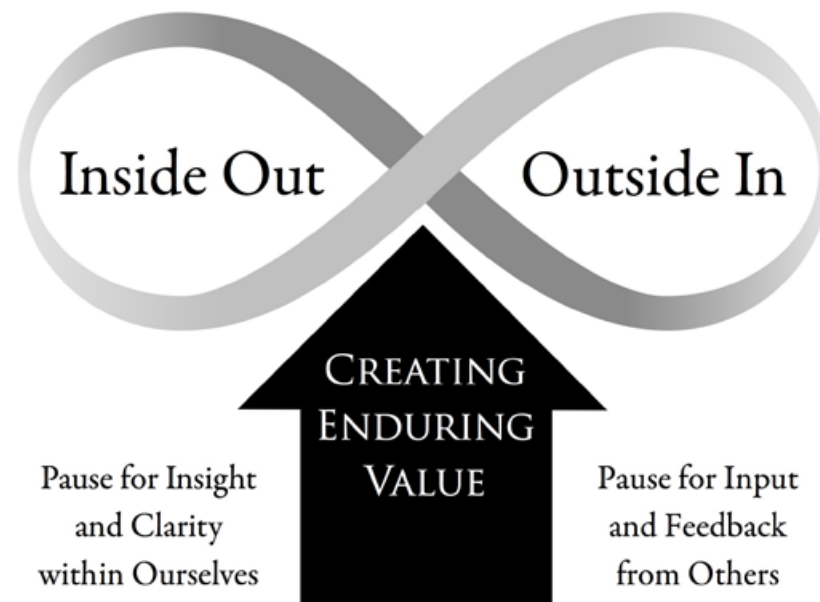 Inside Out
Outside In
CREATING
ENDURING
VALUE
Pause for Insight
and Clarity
within Ourselves
Pause for Input
and Feedback
from Others